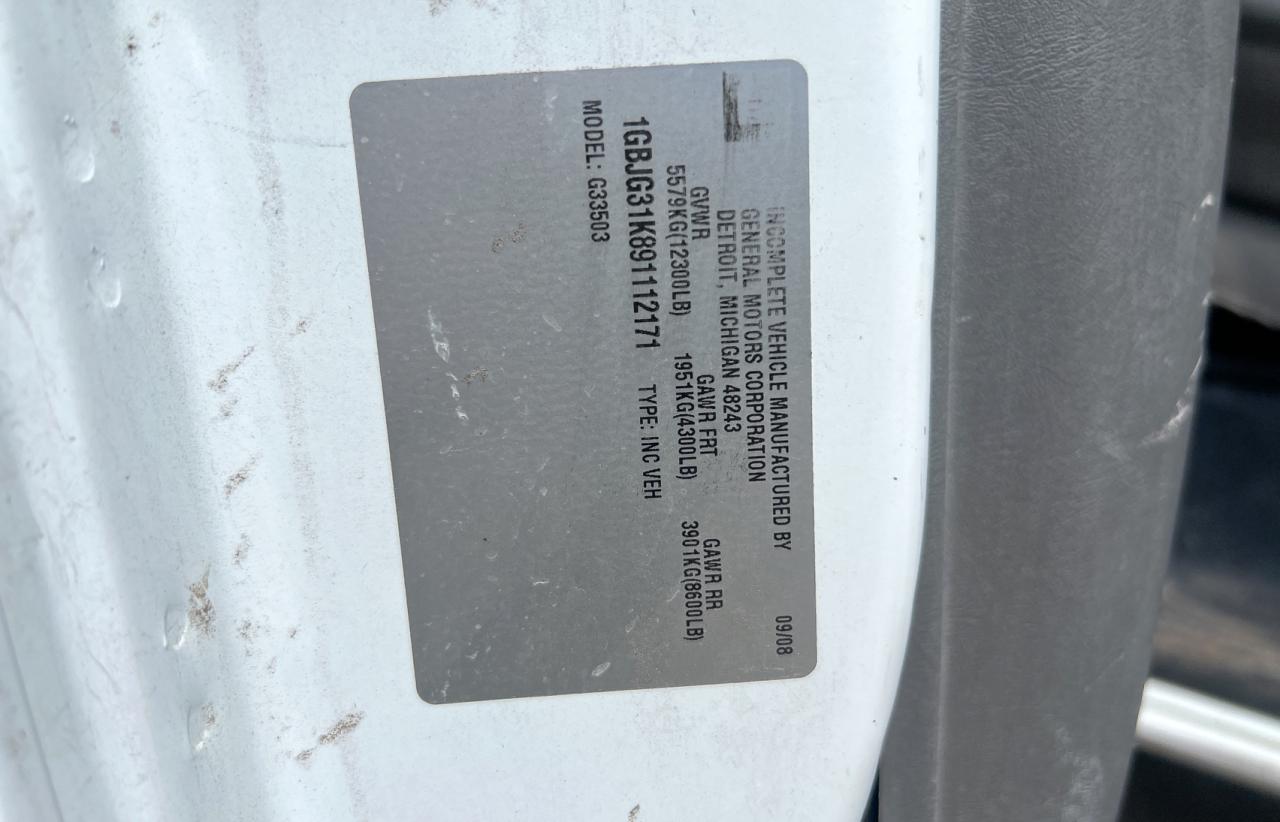 INCOMPLETE VEHICLE MANUFACTURED BY 09/08
GENERAL MOTORS CORPORATION
DETROIT, MICHIGAN 48243
GVWR GAWR FRT GAWR RR
5579KG(12300LB) 1951KG(4300LB) 3901KG(8600LB)
1GBJG31K891112171 TYPE: INC VEH
MODEL: G33503